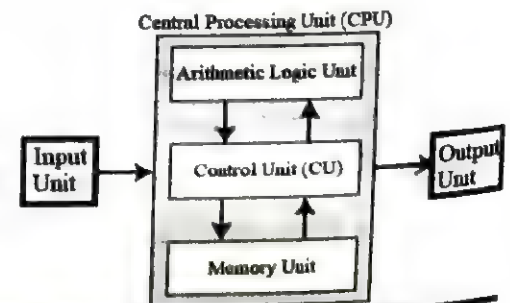 Central Processing Unit (CPU)
Arithmetic Logic Unit
Input
Unit
Control Unit (CU)
Output
Unit
Memory Unit